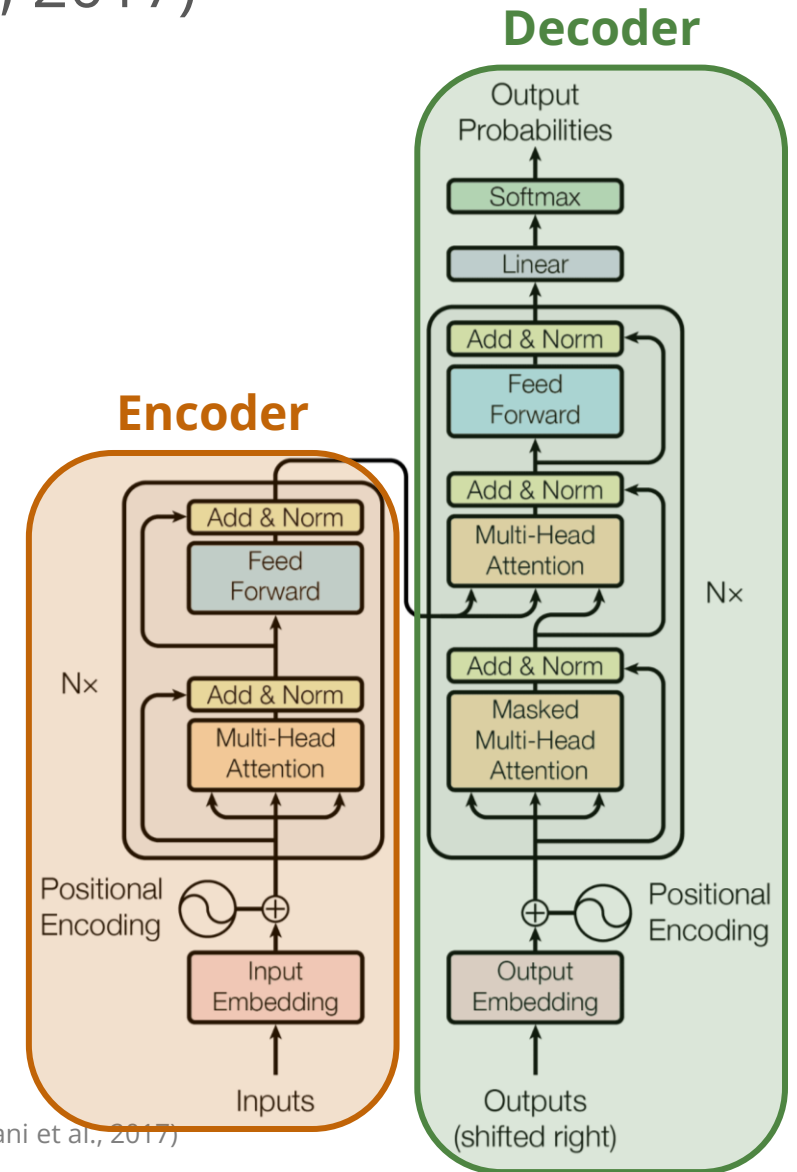 , 2017)
Decoder
Output
Probabilities
Softmax
Linear
Add & Norm
Feed
Forward
Add & Norm
Multi-Head
Attention
Nx
Add & Norm
Masked
Multi-Head
Attention
Positional
Encoding
Output
Embedding
Outputs
(shifted right)
Encoder
Add & Norm
Feed
Forward
Nx
Add & Norm
Multi-Head
Attention
Positional
Encoding
Input
Embedding
Inputs
ani et al., 2017)